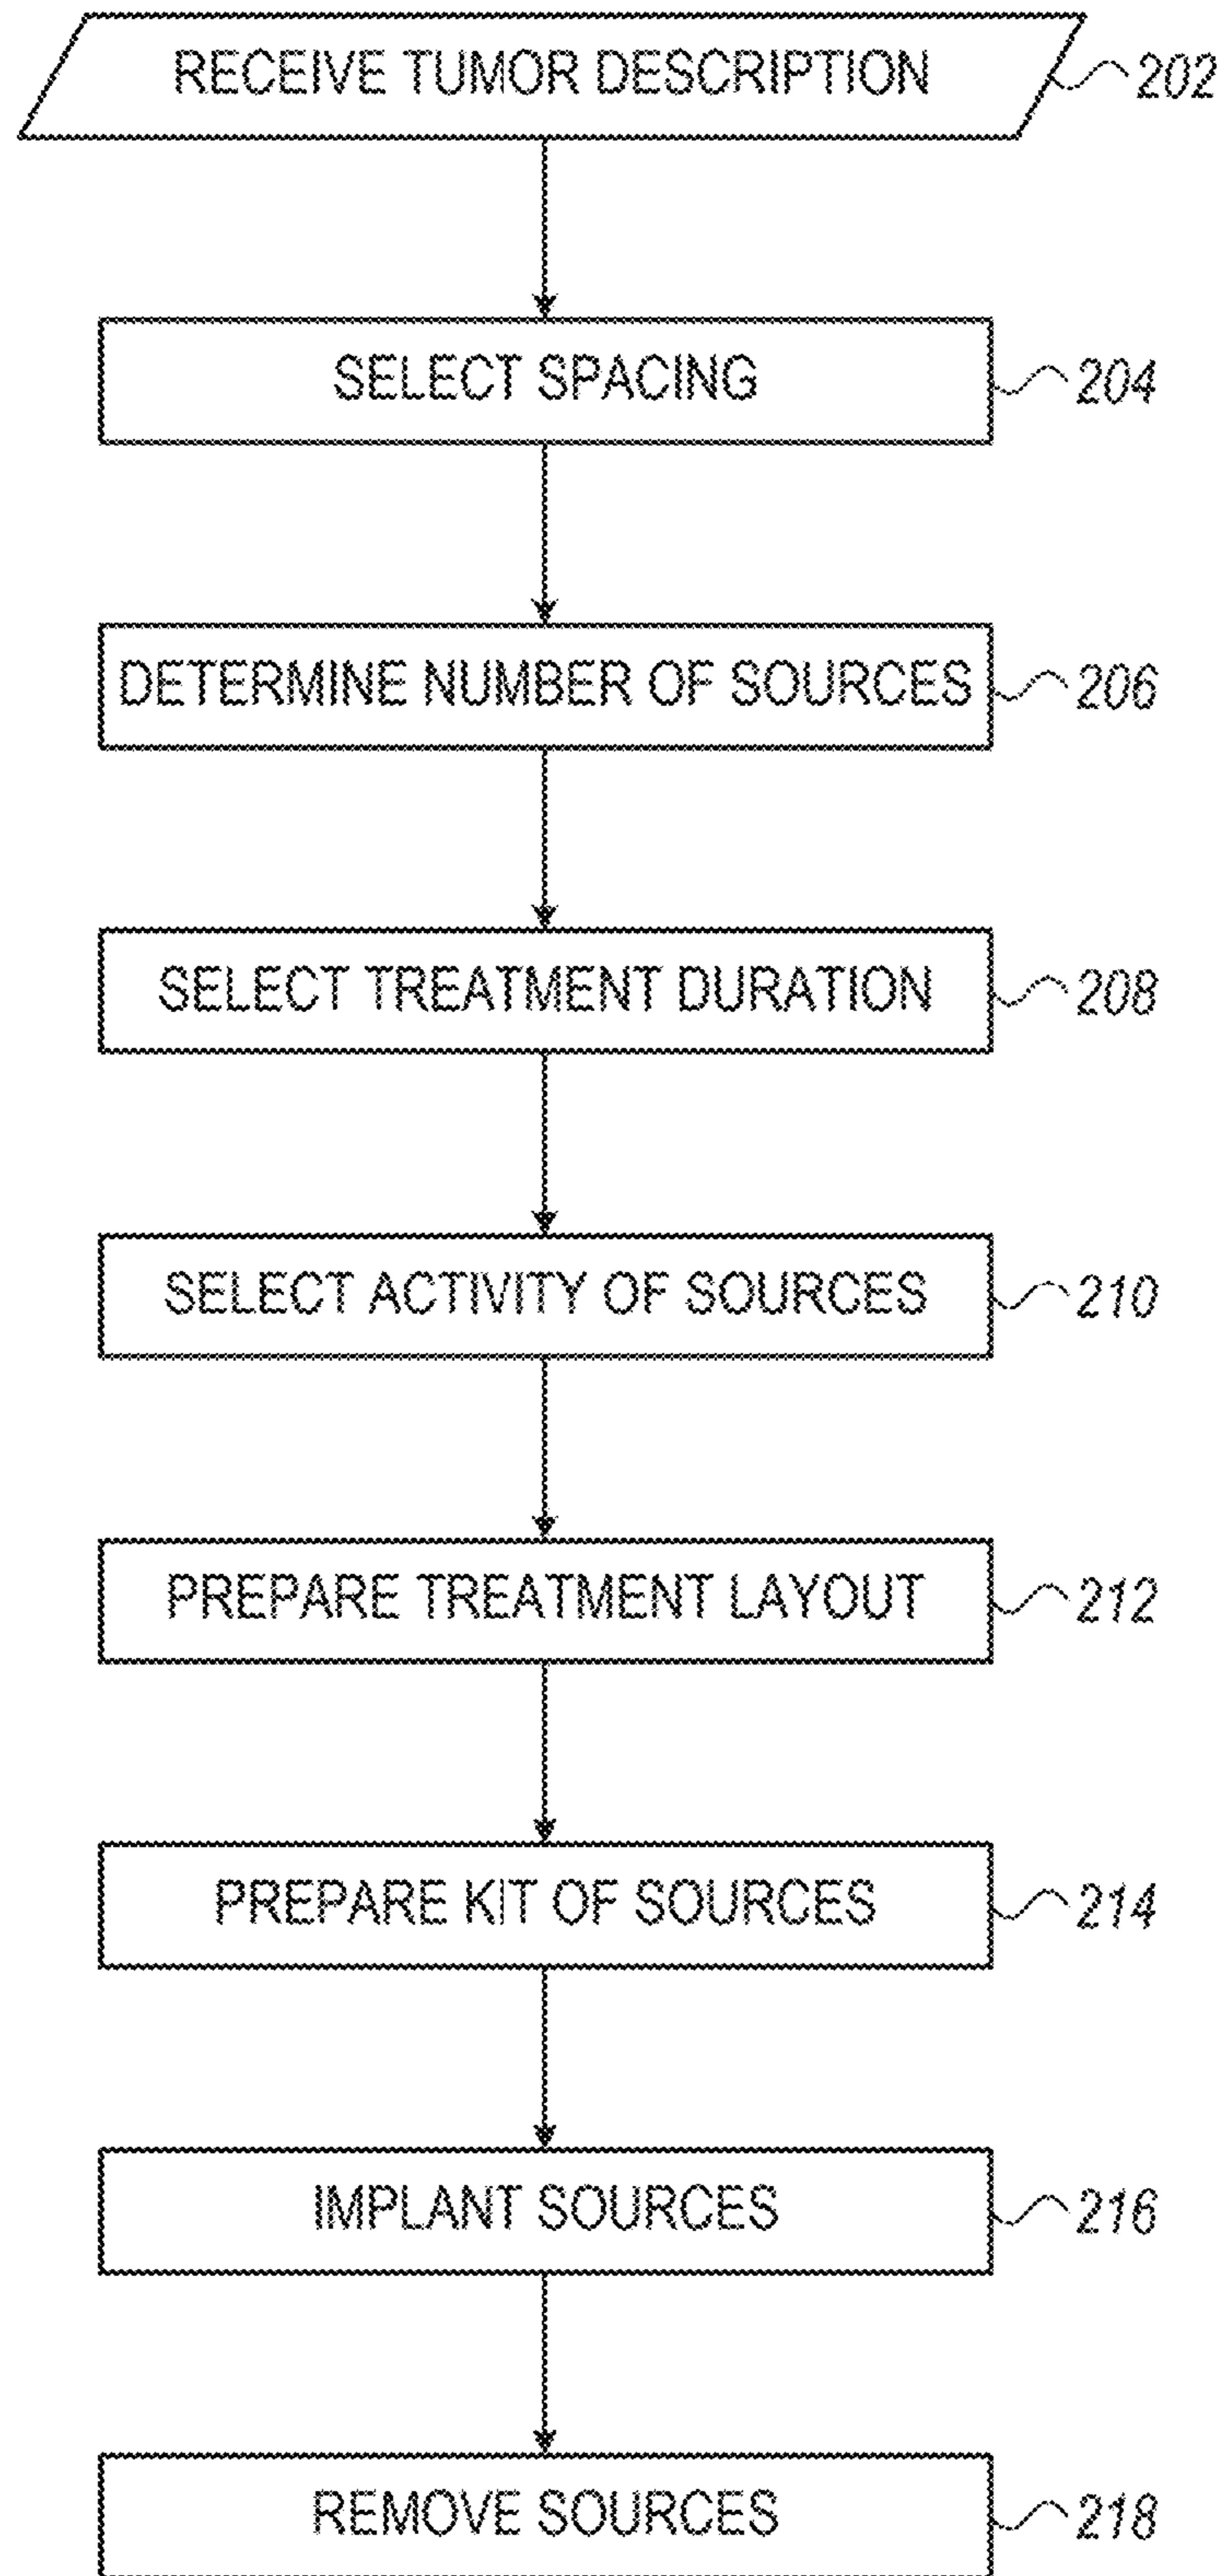 RECEIVE TUMOR DESCRIPTION 202
SELECT SPACING 204
DETERMINE NUMBER OF SOURCES 206
SELECT TREATMENT DURATION 208
SELECT ACTIVITY OF SOURCES 210
PREPARE TREATMENT LAYOUT 212
PREPARE KIT OF SOURCES 214
IMPLANT SOURCES 216
REMOVE SOURCES 218